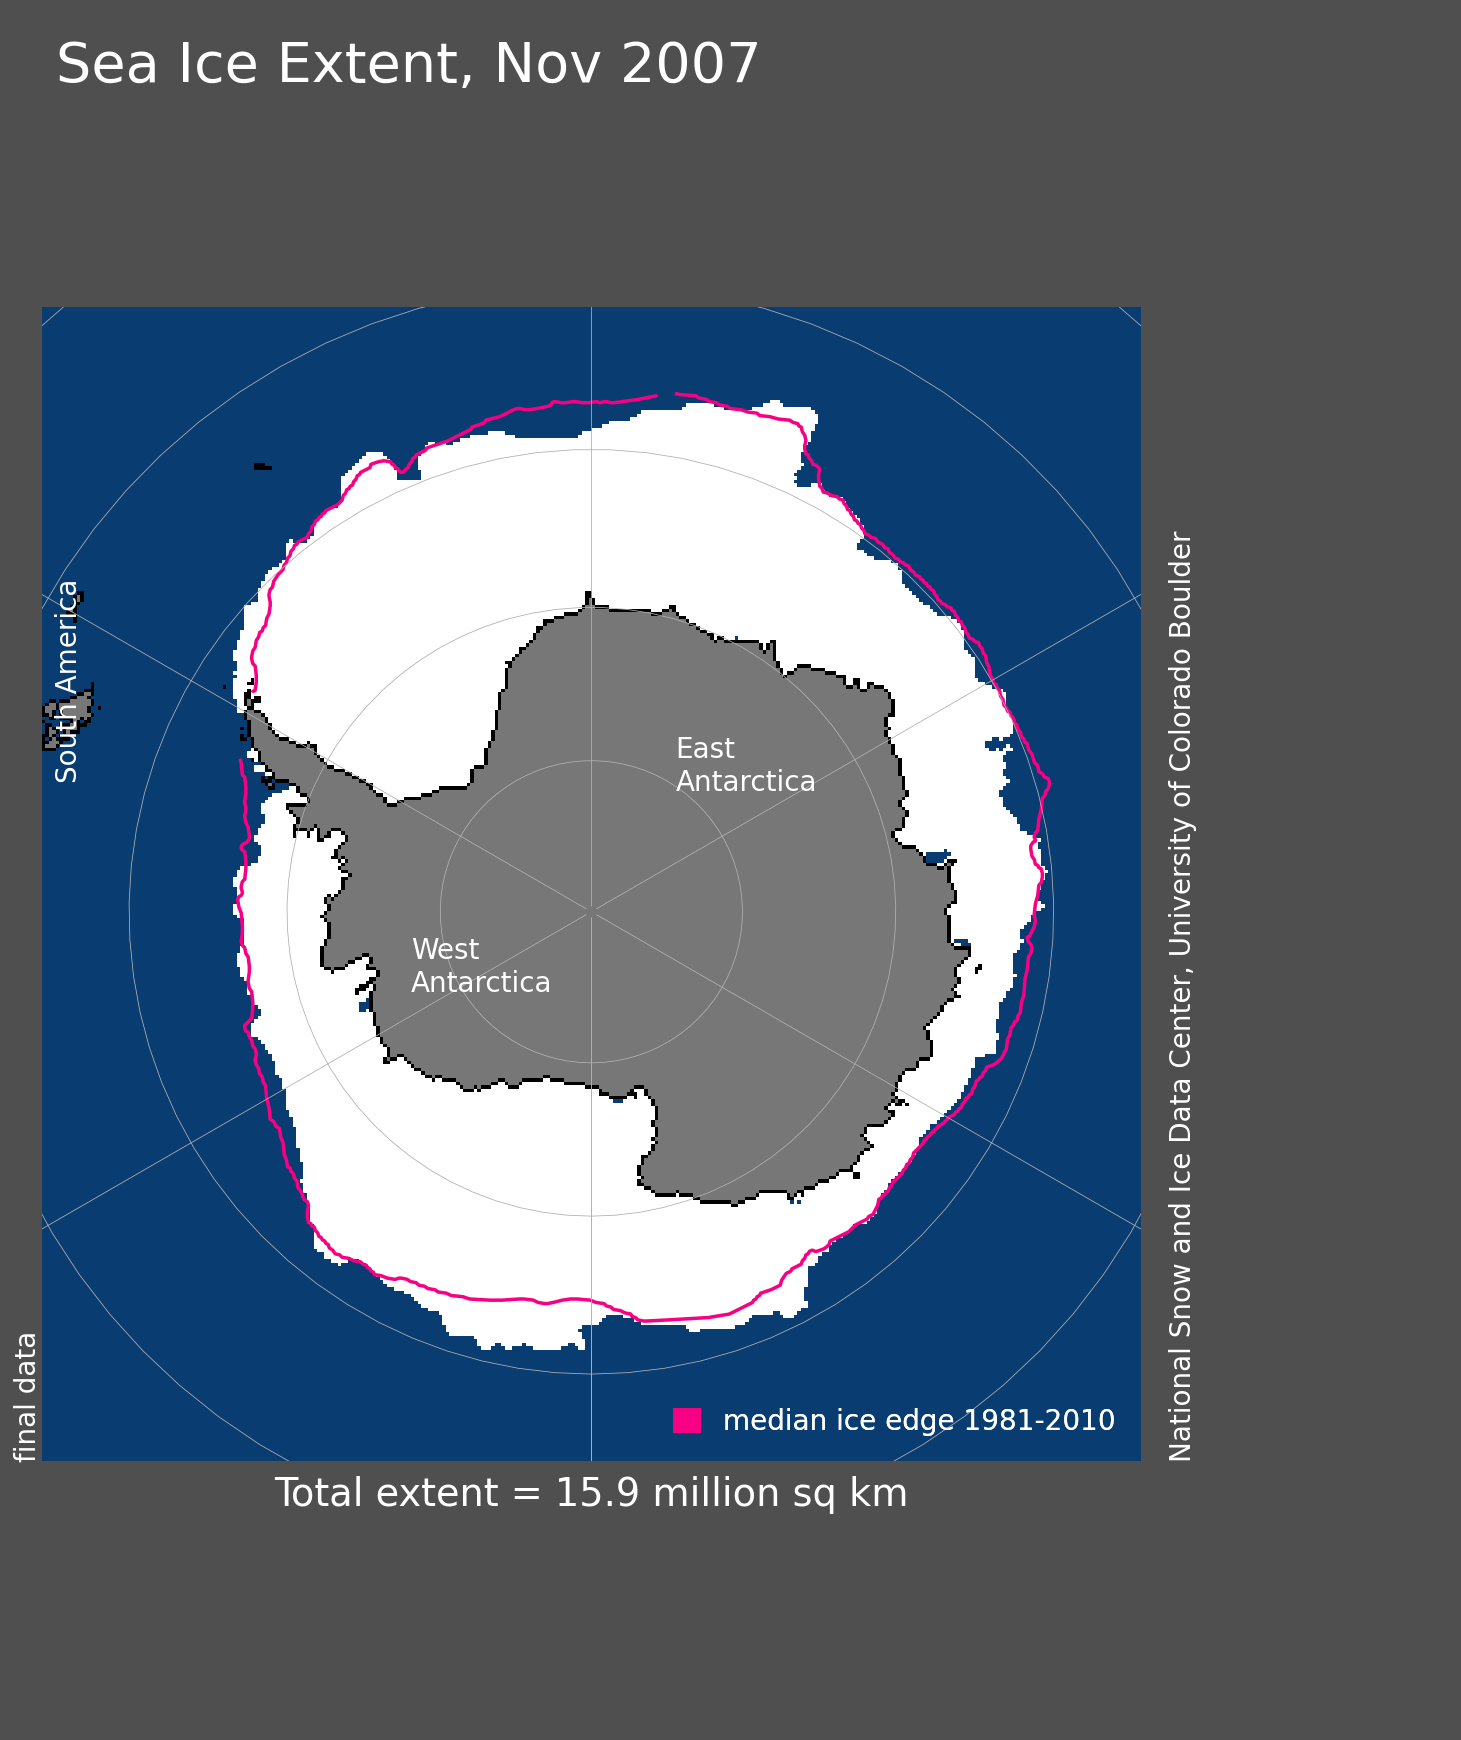 Sea Ice Extent, Nov 2007
South America
East
Antarctica
West
Antarctica
median ice edge 1981-2010
final data
National Snow and Ice Data Center, University of Colorado Boulder
Total extent = 15.9 million sq km